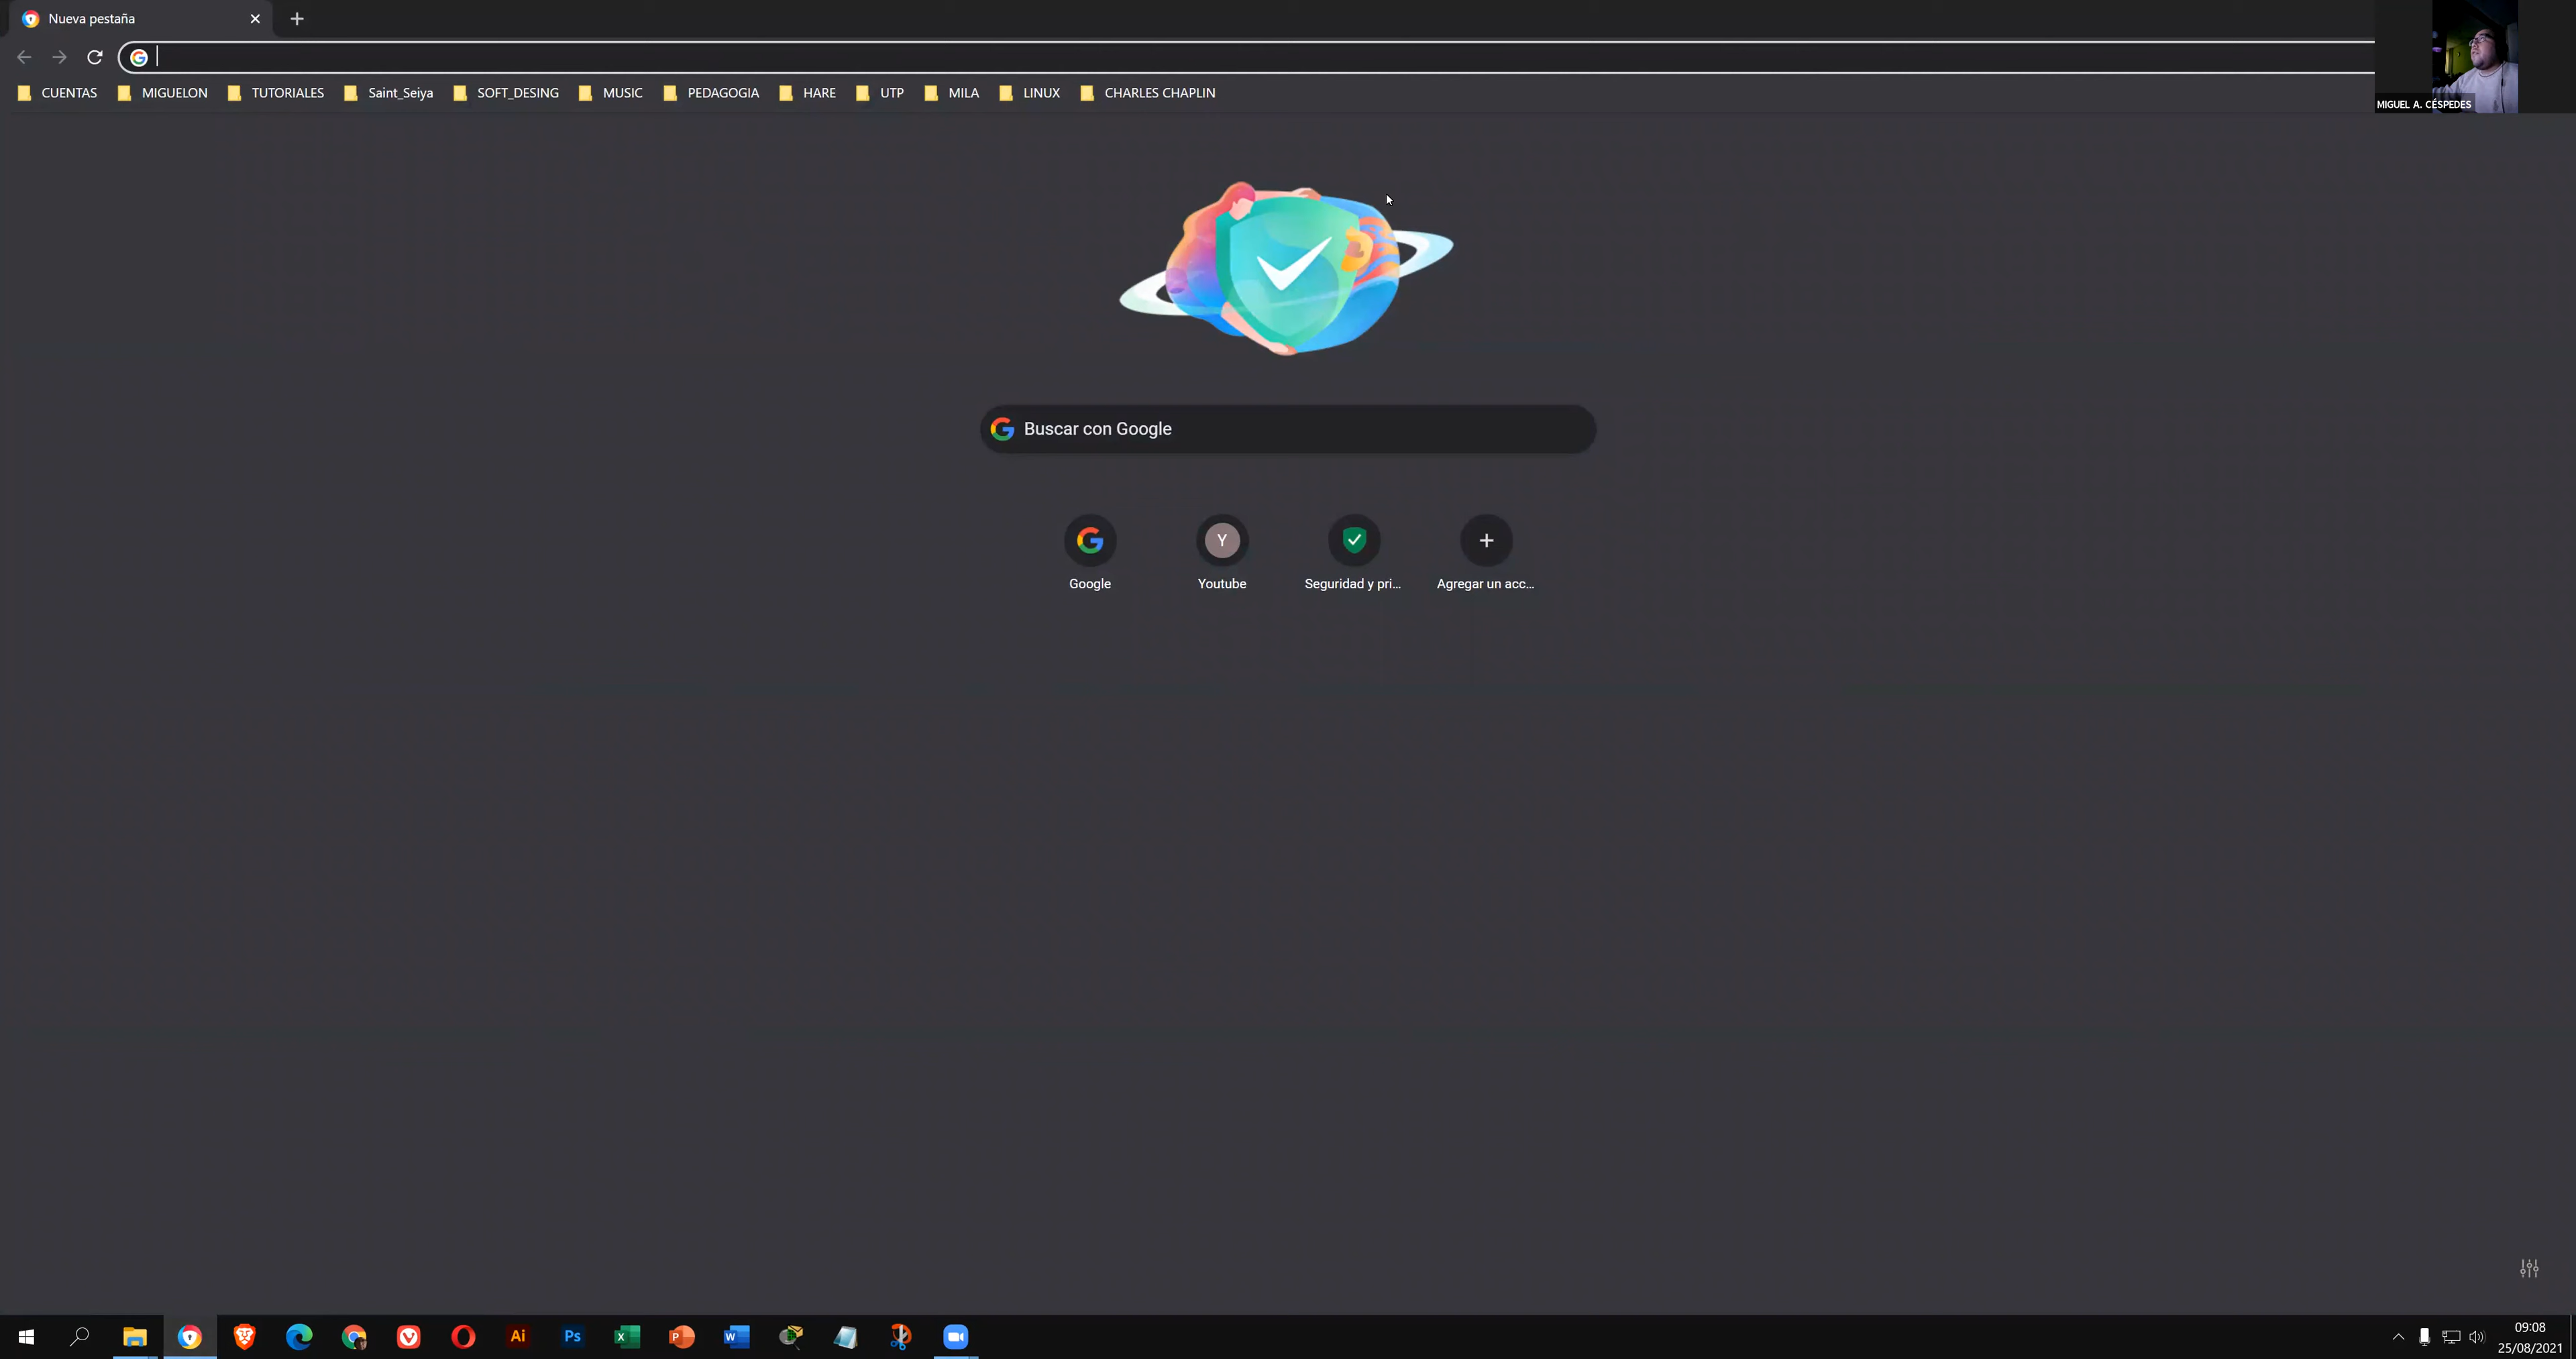 Nueva pestaña
CUENTAS MIGUELON TUTORIALES Saint_Seiya SOFT_DESING MUSIC PEDAGOGIA HARE UTP MILA LINUX CHARLES CHAPLIN
MIGUEL A. CÉSPEDES
Buscar con Google
Y
Google Youtube Seguridad y pri... Agregar un acc...
Ai Ps X P W
09:08
25/08/2021